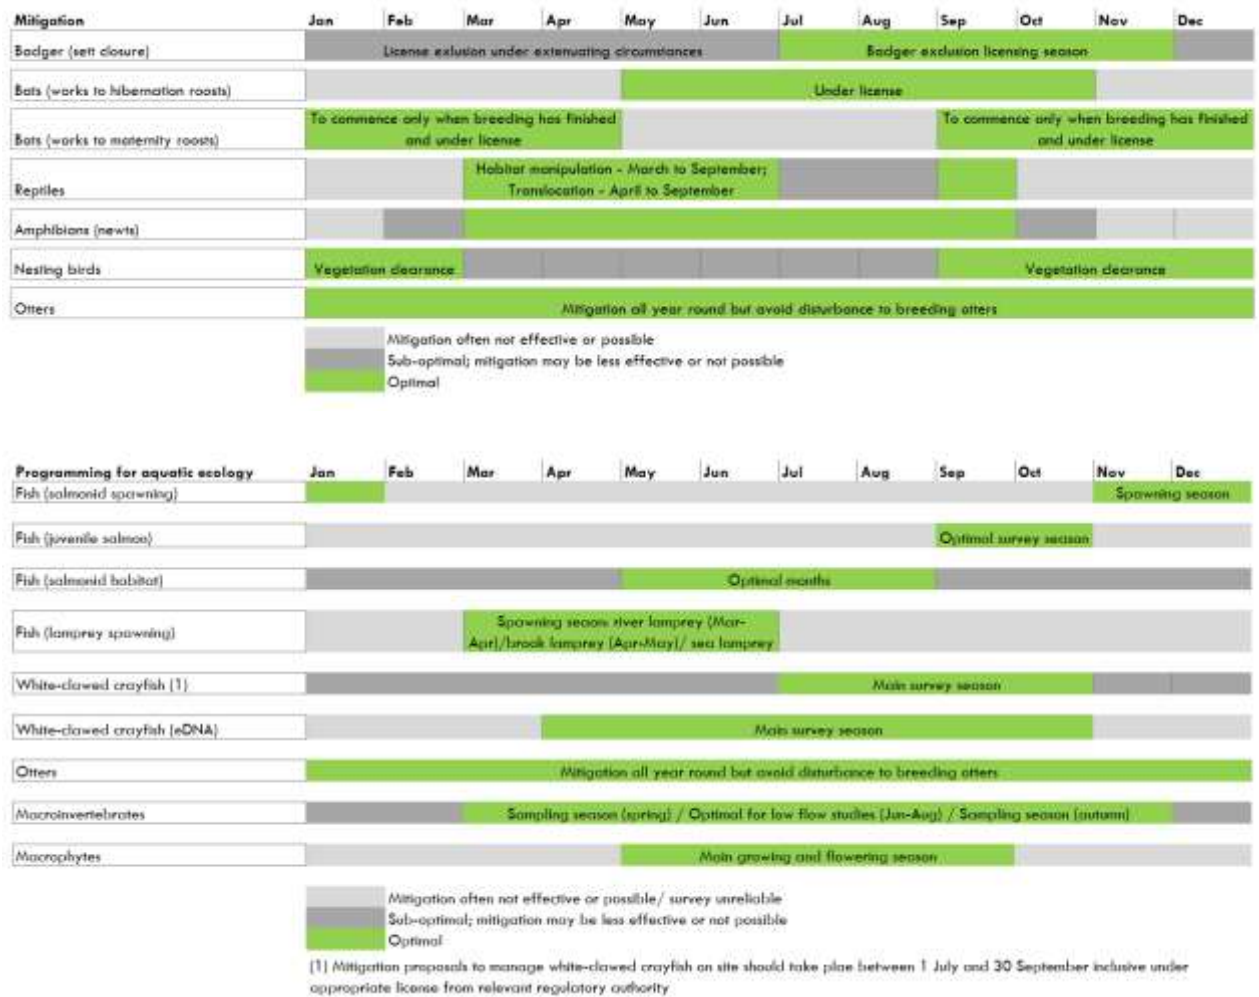 Mitigation Jan Feb Mar Apr May Jun Jul Aug Sep Oct Nov Dec
Badger (sett closure) License exlusion under extenuating circumstances Badger exclusion licensing season
Bats (works to hibernation roosts) Under license
To commence only when breeding has finished To commence only when breeding has finished
Bats (works to maternity roosts) and under license and under license
Habitat manipulation - March to September;
Reptiles Translocation - April to September
Amphibians (newts)
Nesting birds Vegetation clearance Vegetation clearance
Otters Mitigation all year round but avoid disturbance to breeding otters
Mitigation often not effective or possible
Sub-optimal; mitigation may be less effective or not possible
Optimal
Programming for aquatic ecology Jan Feb Mar Apr May Jun Jul Aug Sep Oct Nov Dec
Fish (salmonid spawning) Spawning season
Fish (juvenile salmon) Optimal survey season
Fish (salmonid habitat) Optimal months
Spawning season: river lamprey (Mar-
Fish (lamprey spawning) Apr)/brook lamprey (Apr-May)/ sea lamprey
White-clawed crayfish (1) Main survey season
White-clawed crayfish (eDNA) Main survey season
Otters Mitigation all year round but avoid disturbance to breeding otters
Macroinvertebrates Sampling season (spring) / Optimal for low flow studies (Jun-Aug) / Sampling season (autumn)
Macrophytes Main growing and flowering season
Mitigation often not effective or possible/ survey unreliable
Sub-optimal; mitigation may be less effective or not possible
Optimal
(1) Mitigation proposals to manage white-clawed crayfish on site should take plae between 1 July and 30 September inclusive under
appropriate license from relevant regulatory authority